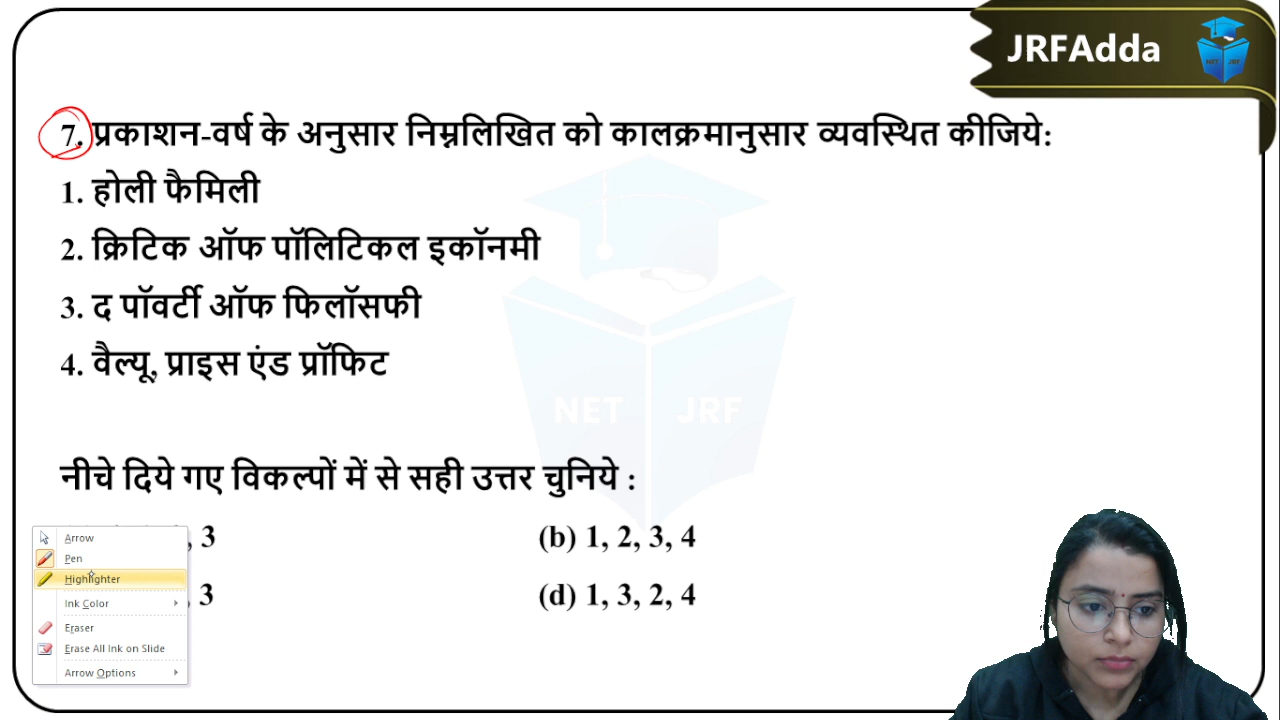 JRFAdda
NET JRF
7. प्रकाशन-वर्ष के अनुसार निम्नलिखित को कालक्रमानुसार व्यवस्थित कीजिये:
1. होली फैमिली
2. क्रिटिक ऑफ पॉलिटिकल इकॉनमी
3. द पॉवर्टी ऑफ फिलॉसफी
4. वैल्यू, प्राइस एंड प्रॉफिट
NET JRF
नीचे दिये गए विकल्पों में से सही उत्तर चुनिये :
, 3 (b) 1, 2, 3, 4
, 3 (d) 1, 3, 2, 4
Arrow
Pen
Highlighter
Ink Color
Eraser
Erase All Ink on Slide
Arrow Options